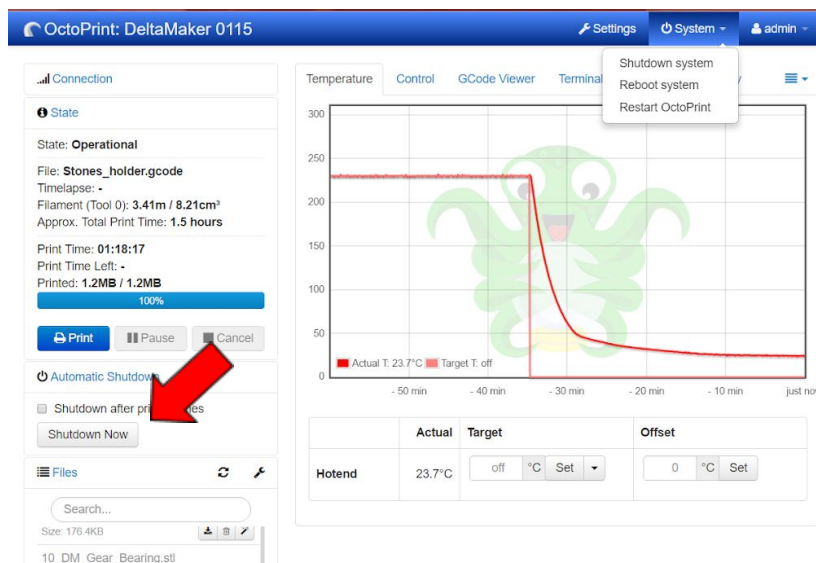 OctoPrint: DeltaMaker 0115
Settings
System
admin
Shutdown system
Reboot system
Restart OctoPrint
Connection
State
State: Operational
File: Stones_holder.gcode
Timelapse: -
Filament (Tool 0): 3.41m / 8.21cm³
Approx. Total Print Time: 1.5 hours
Print Time: 01:18:17
Print Time Left: -
Printed: 1.2MB / 1.2MB
100%
Print
Pause
Cancel
Automatic Shutdown
Shutdown after
Shutdown Now
Files
Search...
Size: 176.4KB
10_DM_Gear_Bearing.stl
Temperature
Control
GCode Viewer
Terminal
300
250
200
150
100
50
0
Actual T: 23.7°C
Target T: off
- 50 min
- 40 min
- 30 min
- 20 min
- 10 min
just now
Actual
Target
Offset
Hotend
23.7°C
off
°C
Set
0
°C
Set